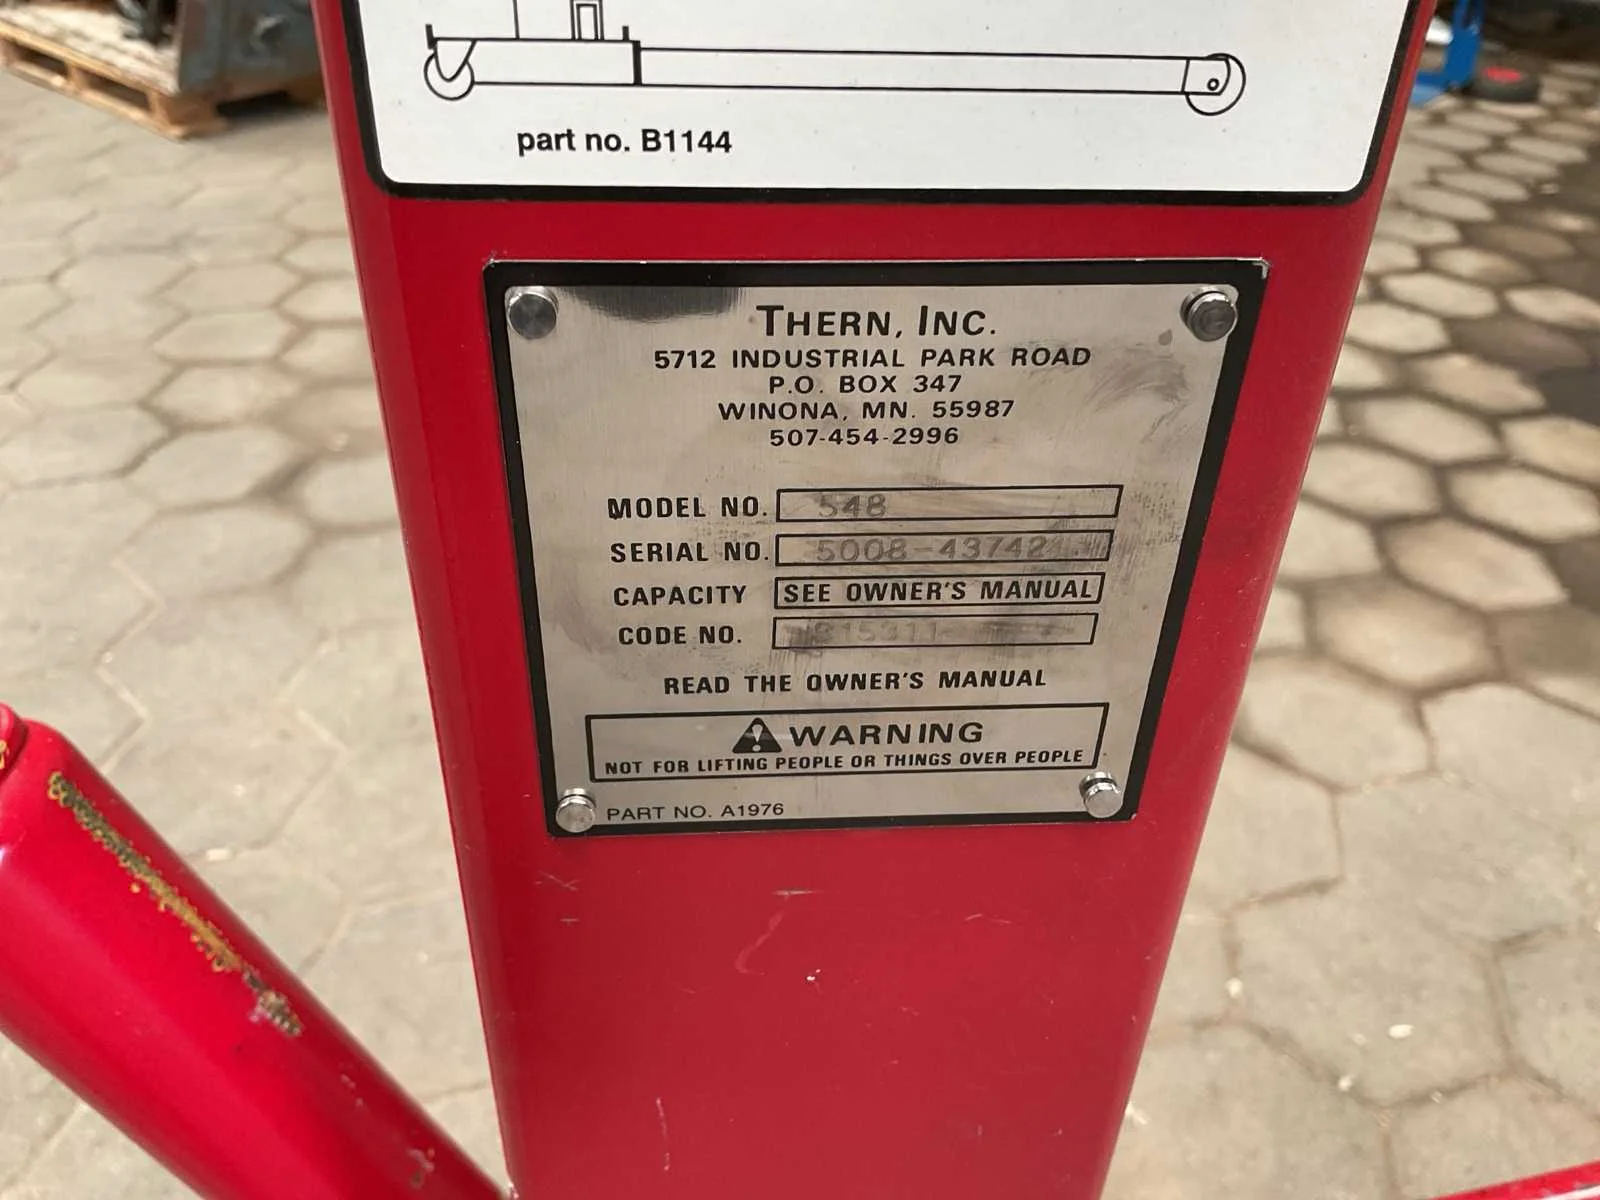 part no. B1144
THERN, INC.
5712 INDUSTRIAL PARK ROAD
P.O. BOX 347
WINONA, MN. 55987
507-454-2996
MODEL NO. 548
SERIAL NO.
CAPACITY SEE OWNER'S MANUAL
CODE NO.
READ THE OWNER'S MANUAL
WARNING
NOT FOR LIFTING PEOPLE OR THINGS OVER PEOPLE
PART NO. A1976